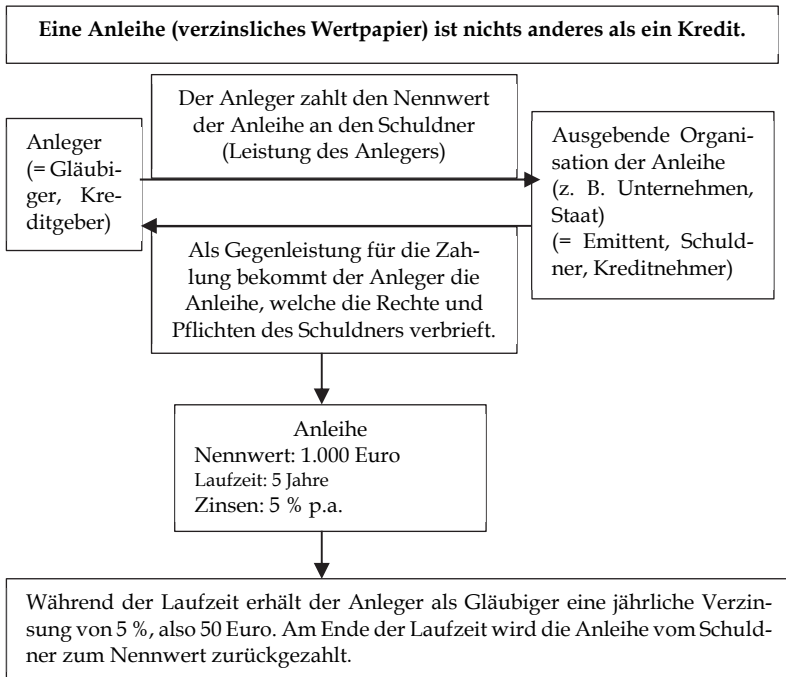 Eine Anleihe (verzinsliches Wertpapier) ist nichts anderes als ein Kredit.
Der Anleger zahlt den Nennwert
der Anleihe an den Schuldner
(Leistung des Anlegers)
Anleger
(= Gläubi-
ger, Kre-
ditgeber)
Ausgebende Organi-
sation der Anleihe
(z. B. Unternehmen,
Staat)
(= Emittent, Schuld-
ner, Kreditnehmer)
Als Gegenleistung für die Zah-
lung bekommt der Anleger die
Anleihe, welche die Rechte und
Pflichten des Schuldners verbrieft.
Anleihe
Nennwert: 1.000 Euro
Laufzeit: 5 Jahre
Zinsen: 5 % p.a.
Während der Laufzeit erhält der Anleger als Gläubiger eine jährliche Verzin-
sung von 5 %, also 50 Euro. Am Ende der Laufzeit wird die Anleihe vom Schuld-
ner zum Nennwert zurückgezahlt.